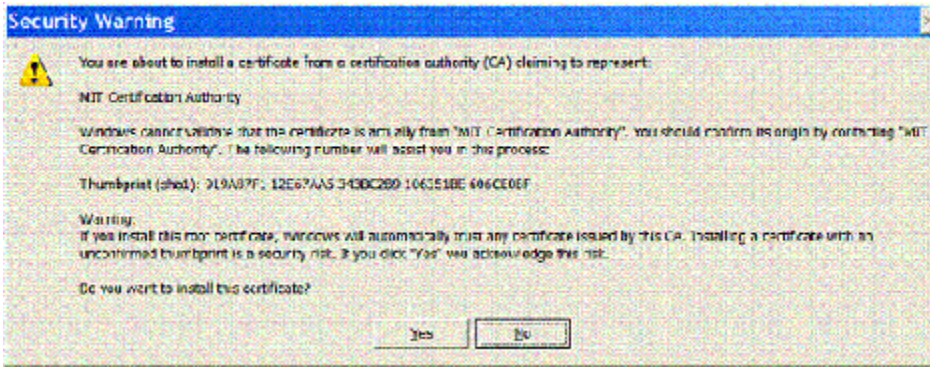 Security Warning
You are about to install a certificate from a certification authority (CA) claiming to represent:
MIT Certification Authority
Windows cannot validate that the certificate is actually from "MIT Certification Authority". You should confirm its origin by contacting "MIT
Certification Authority". The following number will assist you in this process:
Thumbprint (sha1):
Warning:
If you install this root certificate, Windows will automatically trust any certificate issued by this CA. Installing a certificate with an
unconfirmed thumbprint is a security risk. If you click "Yes" you acknowledge this risk.
Do you want to install this certificate?
Yes No